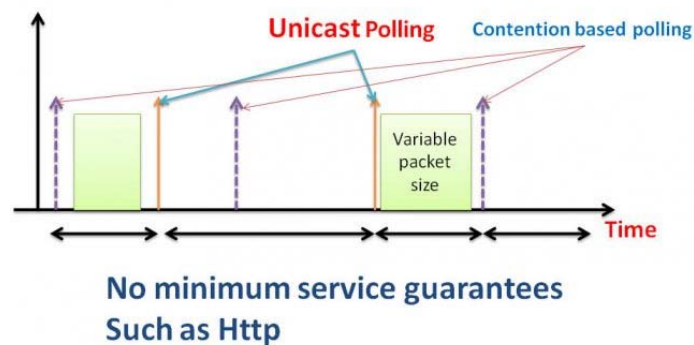 Unicast Polling
Contention based polling
Variable
packet
size
Time
No minimum service guarantees
Such as Http